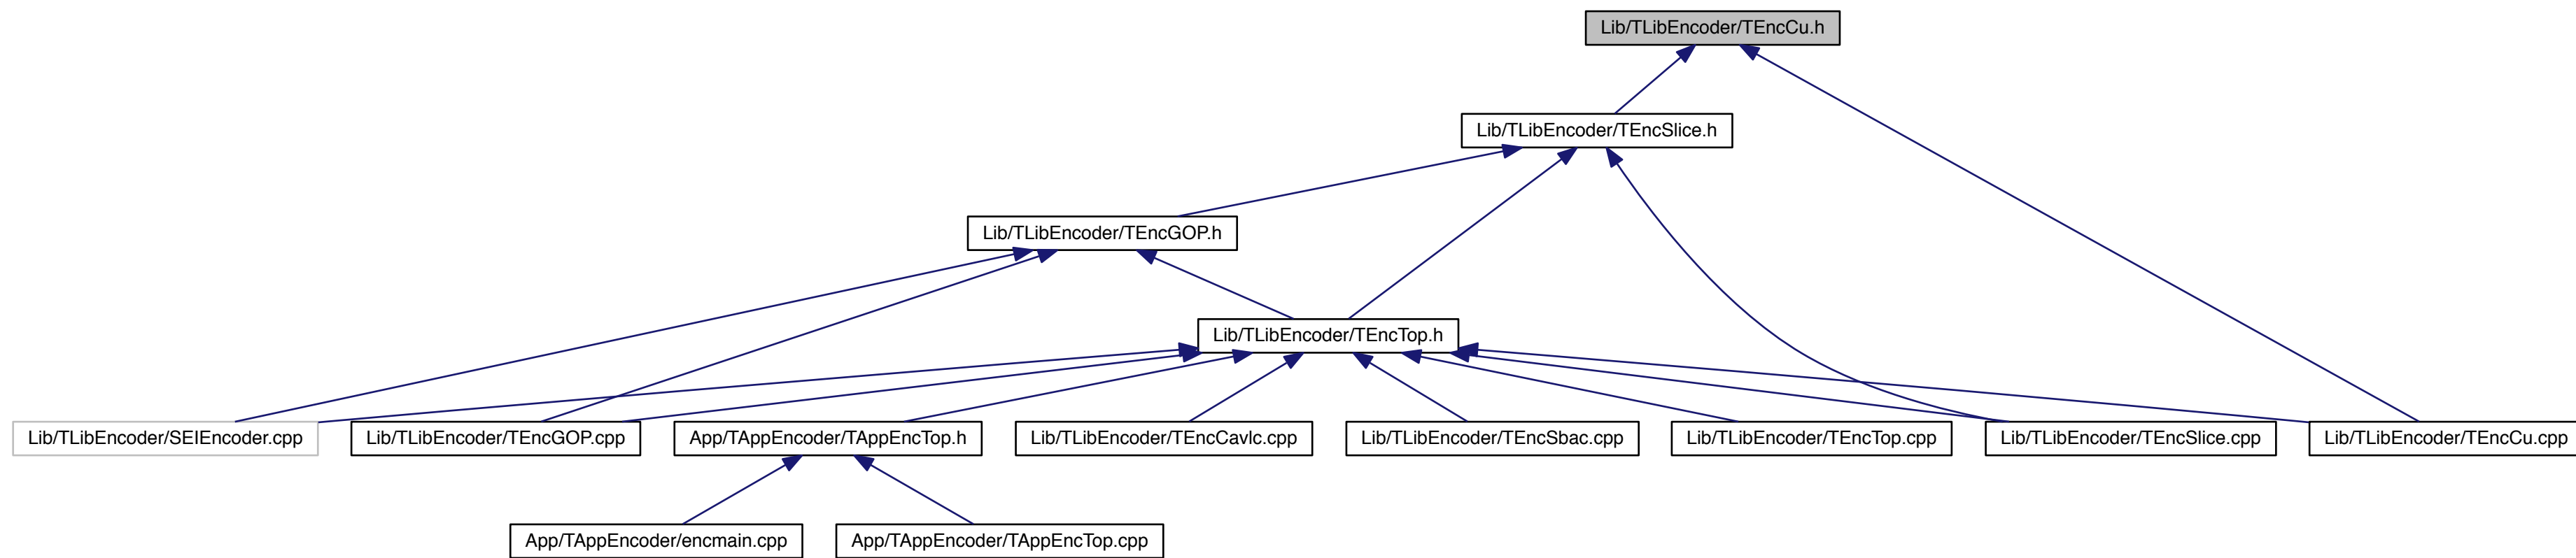 Lib/TLibEncoder/TEncCu.h
Lib/TLibEncoder/TEncSlice.h
Lib/TLibEncoder/TEncGOP.h
Lib/TLibEncoder/TEncTop.h
Lib/TLibEncoder/SEIEncoder.cpp
Lib/TLibEncoder/TEncGOP.cpp
App/TAppEncoder/TAppEncTop.h
Lib/TLibEncoder/TEncCavlc.cpp
Lib/TLibEncoder/TEncSbac.cpp
Lib/TLibEncoder/TEncTop.cpp
Lib/TLibEncoder/TEncSlice.cpp
Lib/TLibEncoder/TEncCu.cpp
App/TAppEncoder/encmain.cpp
App/TAppEncoder/TAppEncTop.cpp